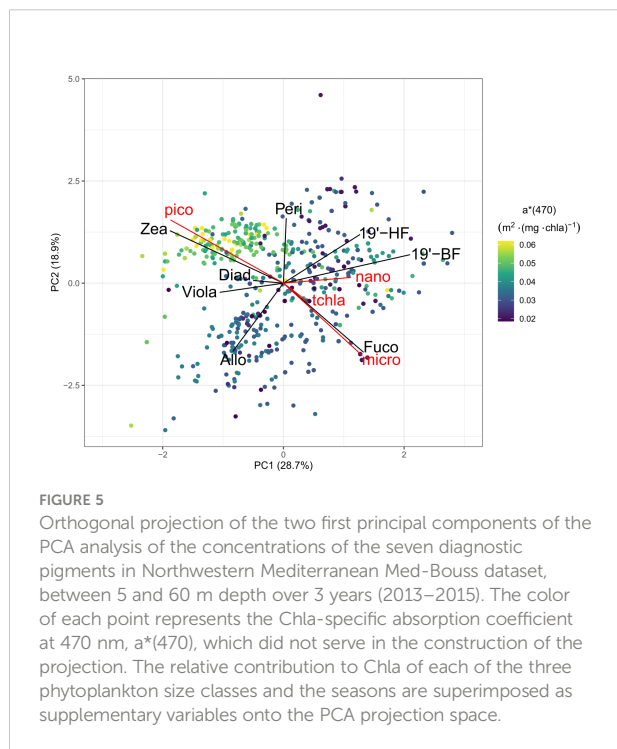 5.0
2.5
0.0
−2.5
PC2 (18.9%)
pico
Zea
Peri
19'−HF
19'−BF
Diad
nano
Viola
tchla
Allo
Fuco
micro
−2
0
2
PC1 (28.7%)
a*(470)
(m² ·(mg ·chla)⁻¹)
0.06
0.05
0.04
0.03
0.02
FIGURE 5
Orthogonal projection of the two first principal components of the
PCA analysis of the concentrations of the seven diagnostic
pigments in Northwestern Mediterranean Med-Bouss dataset,
between 5 and 60 m depth over 3 years (2013–2015). The color
of each point represents the Chla-specific absorption coefficient
at 470 nm, a*(470), which did not serve in the construction of the
projection. The relative contribution to Chla of each of the three
phytoplankton size classes and the seasons are superimposed as
supplementary variables onto the PCA projection space.